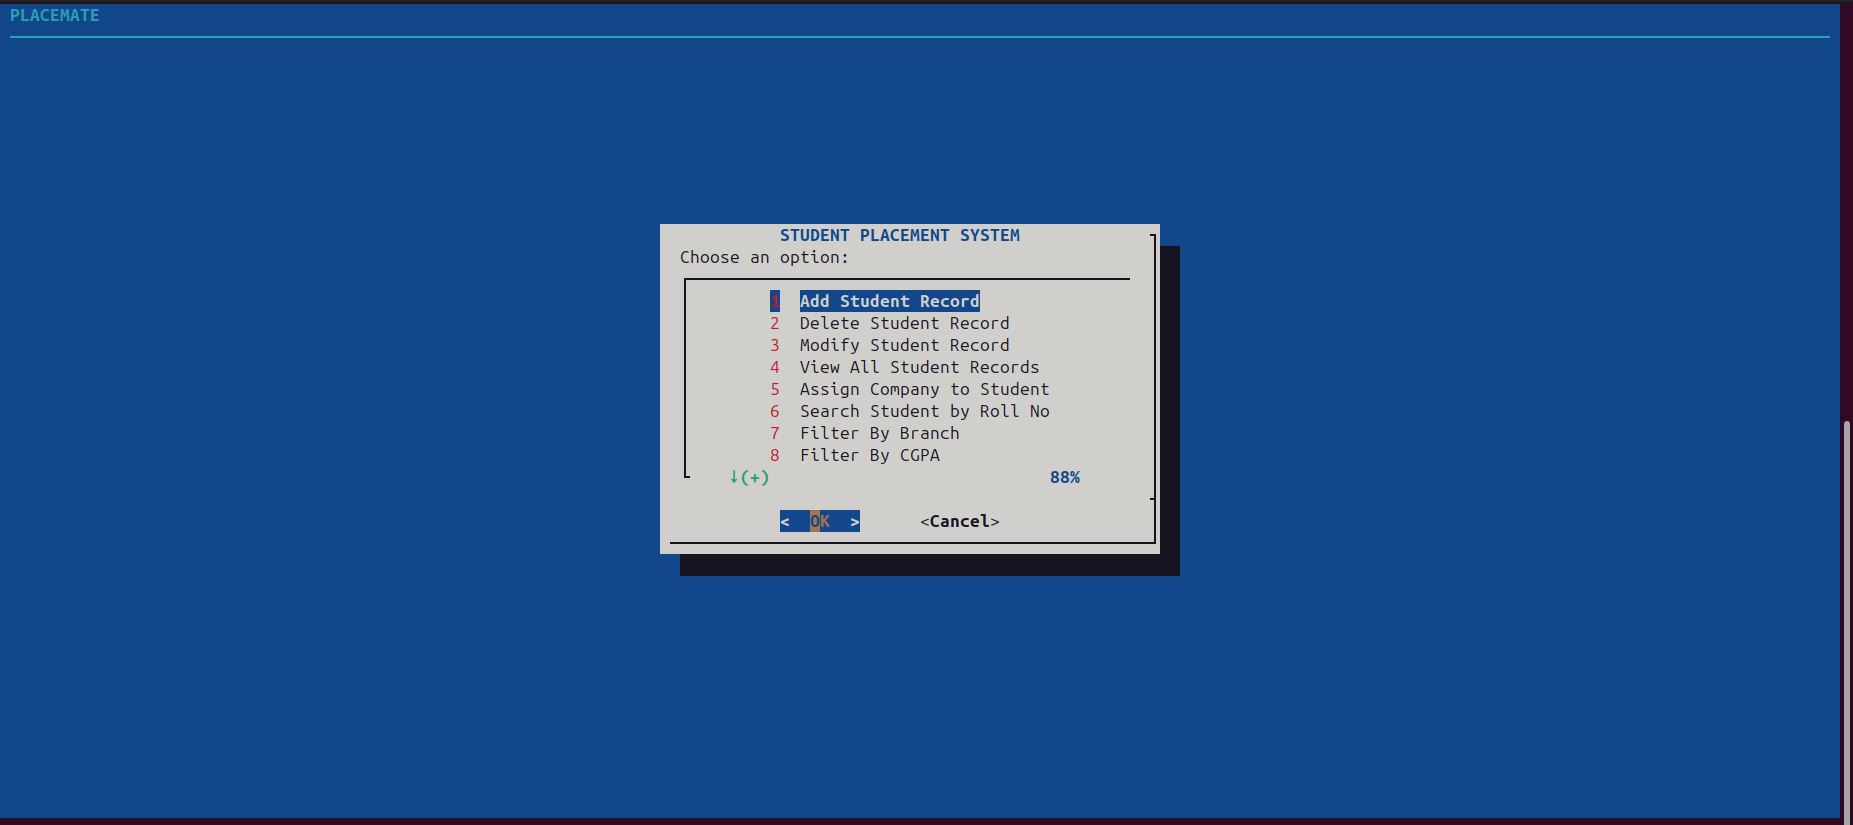 PLACEMATE
STUDENT PLACEMENT SYSTEM
Choose an option:
1 Add Student Record
2 Delete Student Record
3 Modify Student Record
4 View All Student Records
5 Assign Company to Student
6 Search Student by Roll No
7 Filter By Branch
8 Filter By CGPA
↓(+) 88%
< OK > <Cancel>